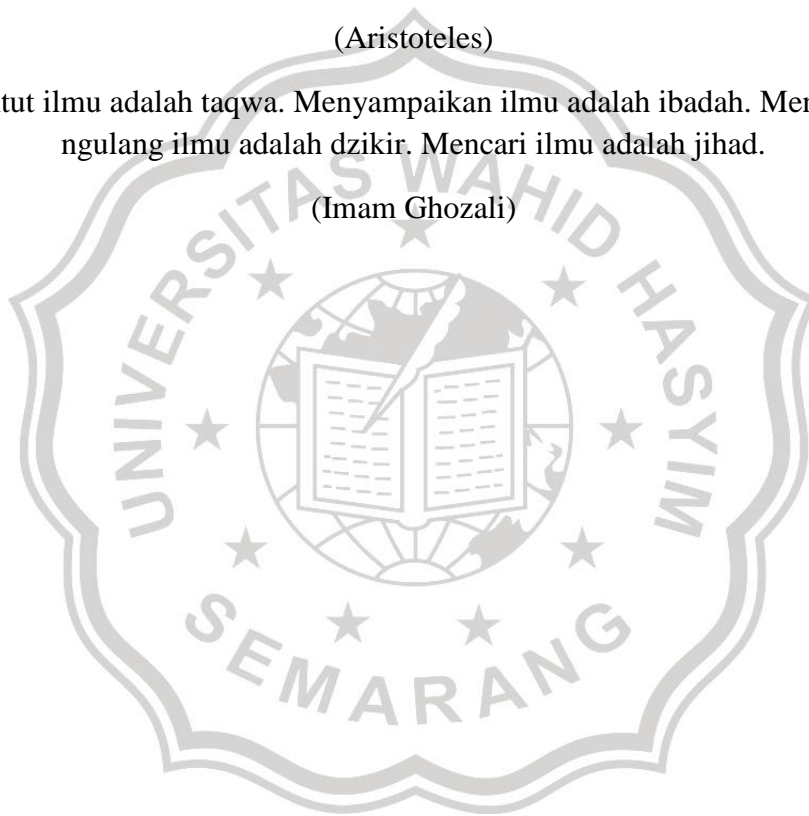 (Aristoteles)
tut ilmu adalah taqwa. Menyampaikan ilmu adalah ibadah. Men
ngulang ilmu adalah dzikir. Mencari ilmu adalah jihad.
(Imam Ghozali)
UNIVERSITAS WAHID HASYIM
SEMARANG